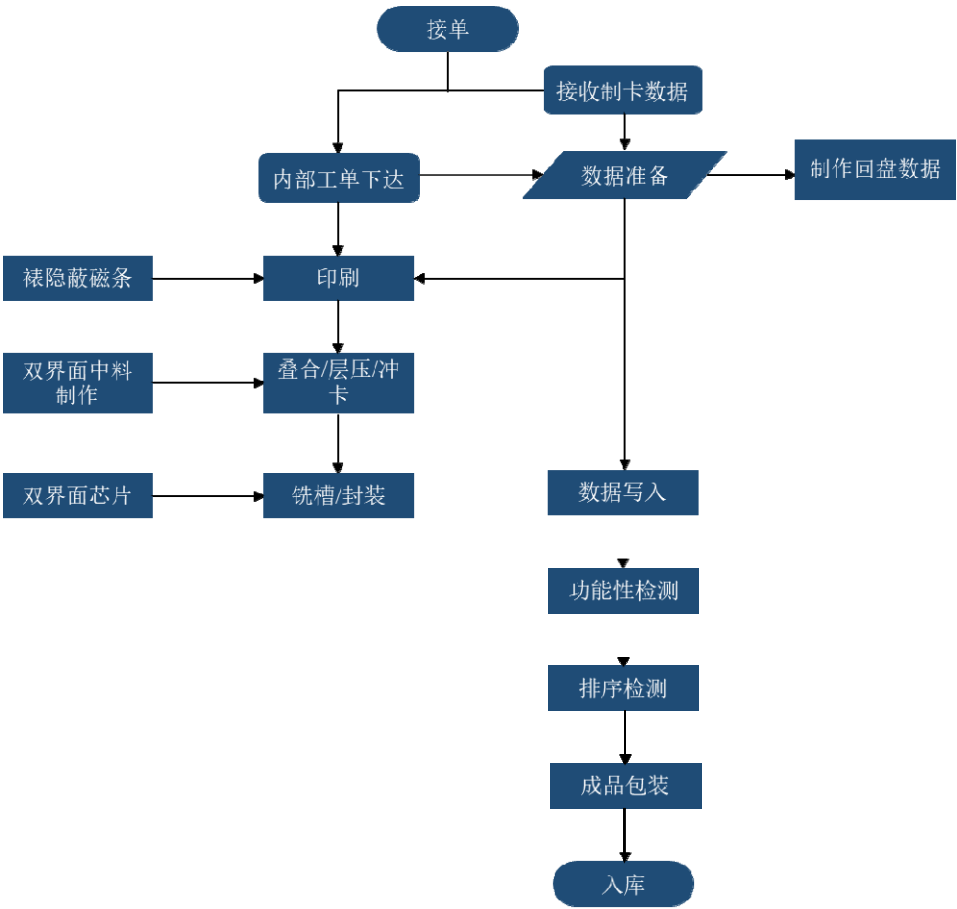 接单
接收制卡数据
内部工单下达
数据准备
制作回盘数据
裱隐蔽磁条
印刷
双界面中料
制作
叠合/层压/冲
卡
双界面芯片
铣槽/封装
数据写入
功能性检测
排序检测
成品包装
入库